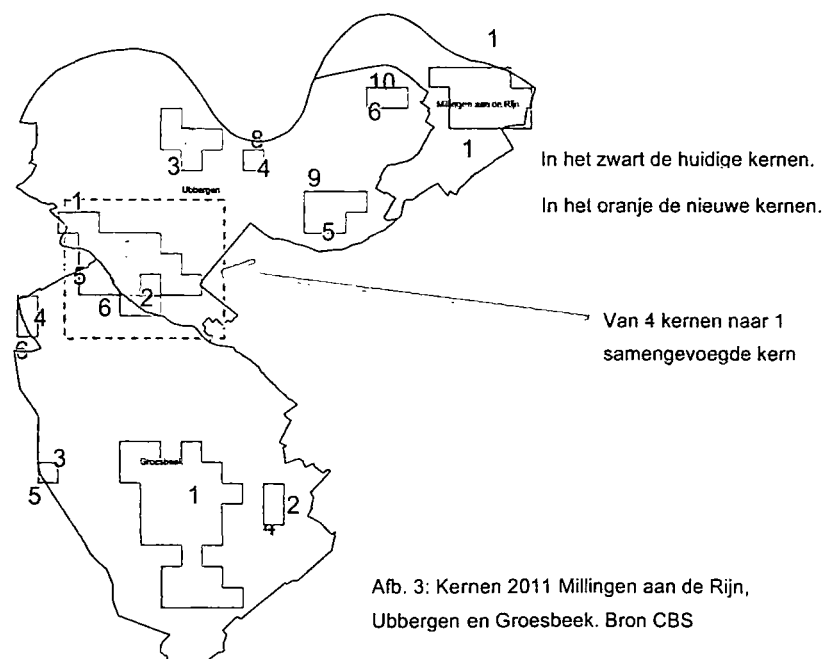 1
10
6
Millingen aan de Rijn
1
8
3
4
In het zwart de huidige kernen.
9
Ubbergen
In het oranje de nieuwe kernen.
1
5
5
2
6
4
Van 4 kernen naar 1
samengevoegde kern
3
Groesbeek
5
1
2
4
Afb. 3: Kernen 2011 Millingen aan de Rijn,
Ubbergen en Groesbeek. Bron CBS